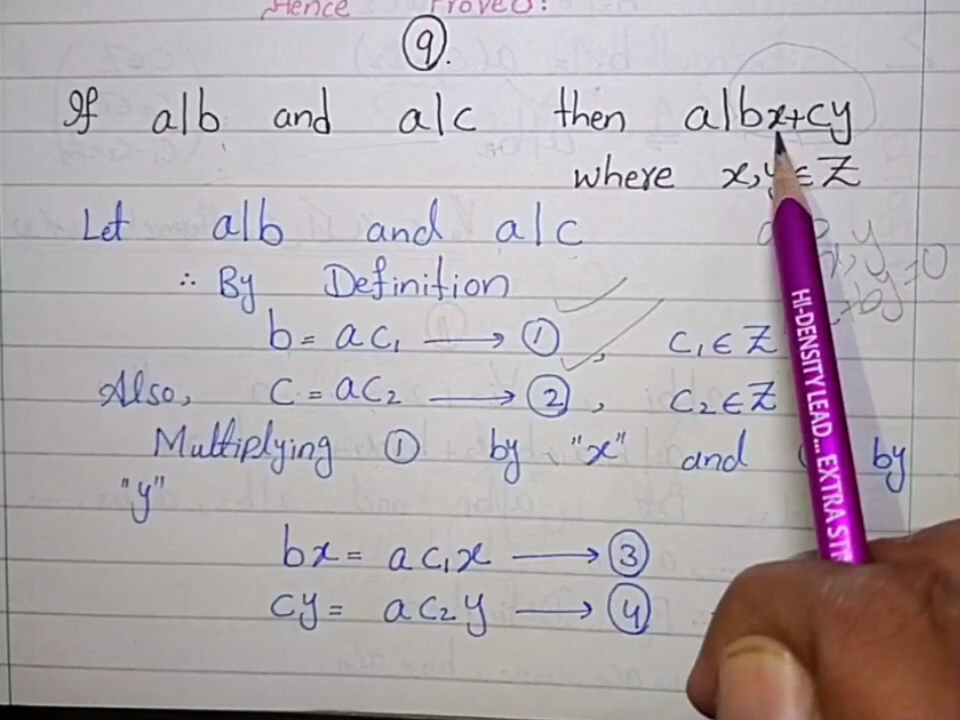 Hence Proved.
9.
If a|b and a|c then a|bx+cy
where x,y∈Z
Let a|b and a|c
∴ By Definition
b = ac₁ → ① , c₁∈Z
Also, c = ac₂ → ② , c₂∈Z
Multiplying ① by "x" and by
"y"
bx = ac₁x → ③
cy = ac₂y → ④
HI-DENSITY LEAD... EXTRA ST